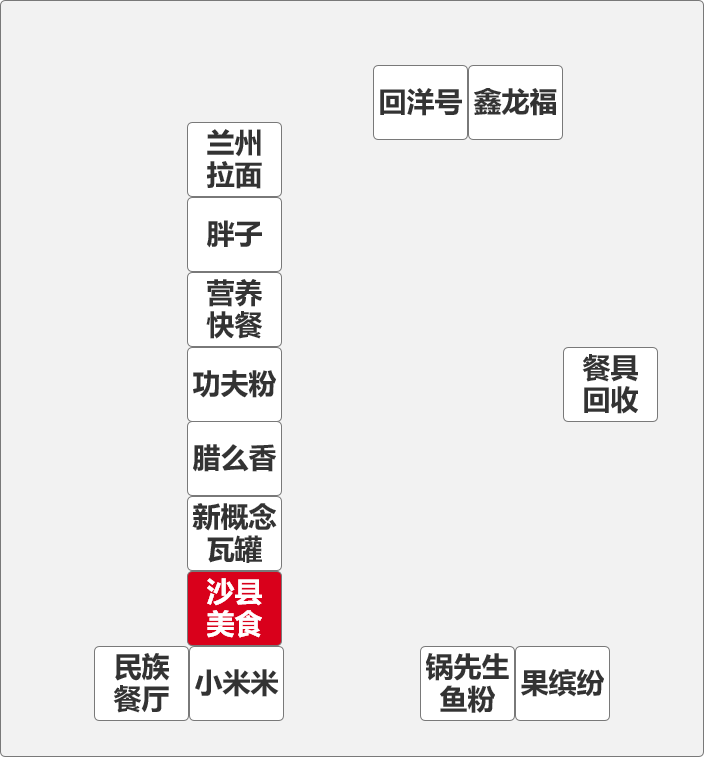 回洋号
鑫龙福
兰州
拉面
胖子
营养
快餐
功夫粉
餐具
回收
腊么香
新概念
瓦罐
沙县
美食
民族
餐厅
小米米
锅先生
鱼粉
果缤纷